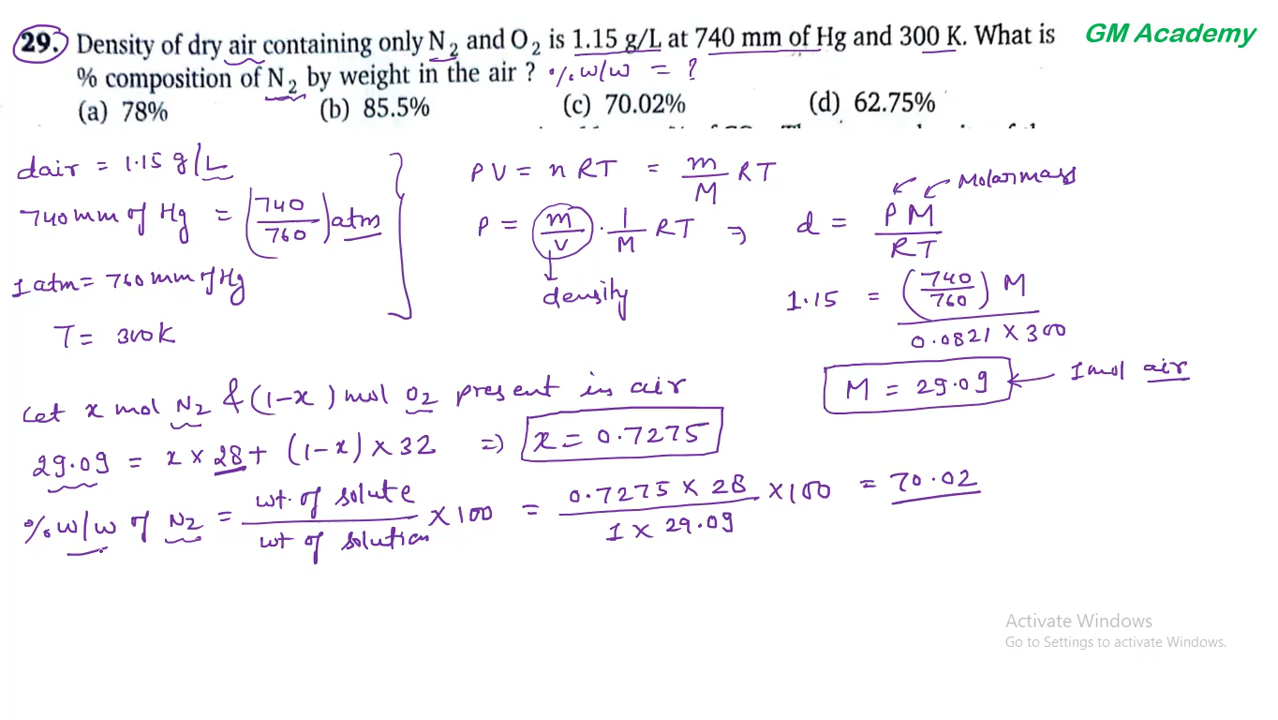 29. Density of dry air containing only N2 and O2 is 1.15 g/L at 740 mm of Hg and 300 K. What is
GM Academy
% composition of N2 by weight in the air ? % w/w = ?
(a) 78% (b) 85.5% (c) 70.02% (d) 62.75%
dair = 1.15 g/L
740 mm of Hg = (740/760) atm
1 atm = 760 mm of Hg
T = 300K
PV = nRT = m/M RT
P = (m/V) · 1/M RT ⇒ d = PM/RT
Molar mass
density
1.15 = (740/760) M / 0.0821 × 300
M = 29.09 ← 1 mol air
Let x mol N2 & (1-x) mol O2 present in air
29.09 = x × 28 + (1-x) × 32 ⇒ x = 0.7275
% w/w of N2 = wt. of solute / wt of solution × 100 = 0.7275 × 28 / 1 × 29.09 × 100 = 70.02
Activate Windows
Go to Settings to activate Windows.